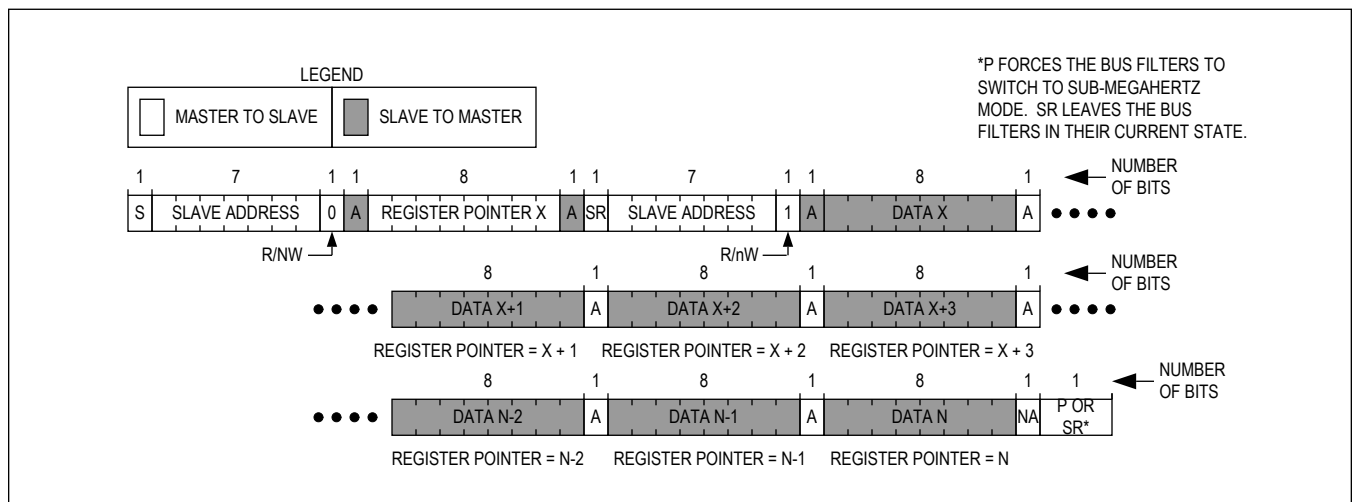 LEGEND
MASTER TO SLAVE SLAVE TO MASTER
*P FORCES THE BUS FILTERS TO
SWITCH TO SUB-MEGAHERTZ
MODE. SR LEAVES THE BUS
FILTERS IN THEIR CURRENT STATE.
1 7 1 1 8 1 1 7 1 1 8 1 NUMBER
OF BITS
S SLAVE ADDRESS 0 A REGISTER POINTER X A SR SLAVE ADDRESS 1 A DATA X A
R/NW R/nW
8 1 8 1 8 1 NUMBER
OF BITS
DATA X+1 A DATA X+2 A DATA X+3 A
REGISTER POINTER = X + 1 REGISTER POINTER = X + 2 REGISTER POINTER = X + 3
8 1 8 1 8 1 1 NUMBER
OF BITS
DATA N-2 A DATA N-1 A DATA N NA P OR
SR*
REGISTER POINTER = N-2 REGISTER POINTER = N-1 REGISTER POINTER = N